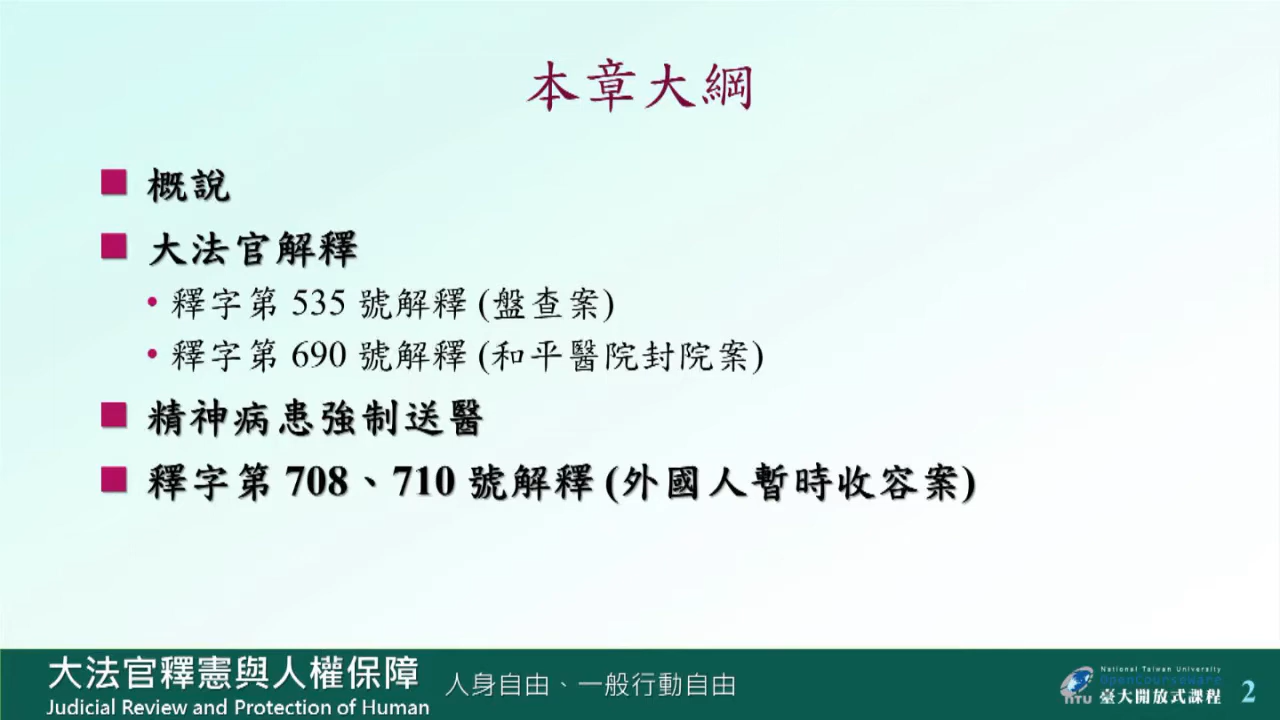 本章大綱
概說
大法官解釋
釋字第 535 號解釋 (盤查案)
釋字第 690 號解釋 (和平醫院封院案)
精神病患強制送醫
釋字第 708、710 號解釋 (外國人暫時收容案)
大法官釋憲與人權保障
Judicial Review and Protection of Human
人身自由、一般行動自由
National Taiwan University
OpenCourseware
NTU 臺大開放式課程
2